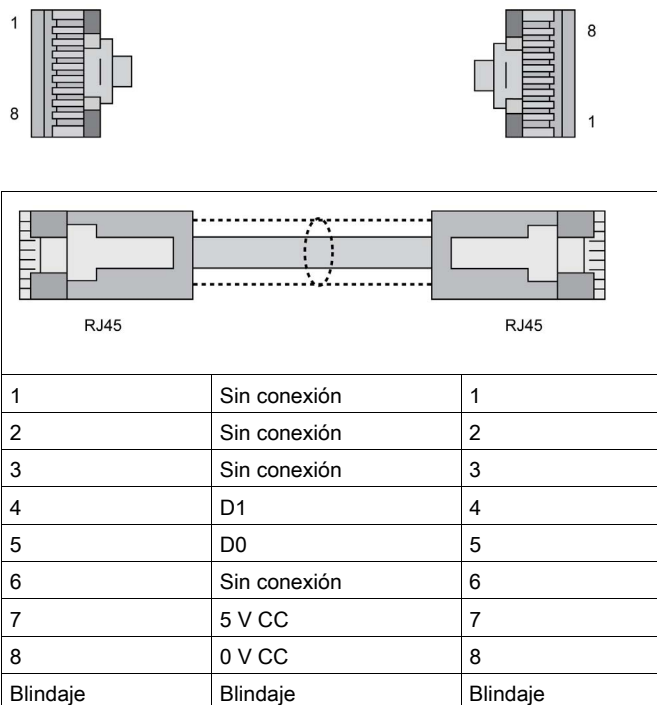 1
8
8
1
RJ45 RJ45
1 Sin conexión 1
2 Sin conexión 2
3 Sin conexión 3
4 D1 4
5 D0 5
6 Sin conexión 6
7 5 V CC 7
8 0 V CC 8
Blindaje Blindaje Blindaje